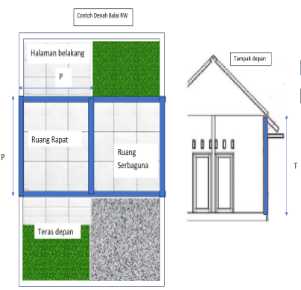 Contoh Denah Balai RW
Halaman belakang
P
Tampak depan
Ruang Rapat
Ruang
Serbaguna
P
T
Teras depan